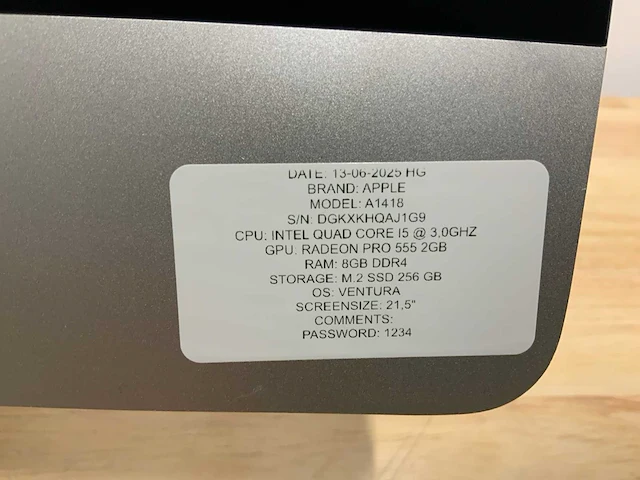 DATE: 13-06-2025 HG
BRAND: APPLE
MODEL: A1418
S/N: DGKXKHQAJ1G9
CPU: INTEL QUAD CORE I5 @ 3,0GHZ
GPU: RADEON PRO 555 2GB
RAM: 8GB DDR4
STORAGE: M.2 SSD 256 GB
OS: VENTURA
SCREENSIZE: 21,5"
COMMENTS:
PASSWORD: 1234